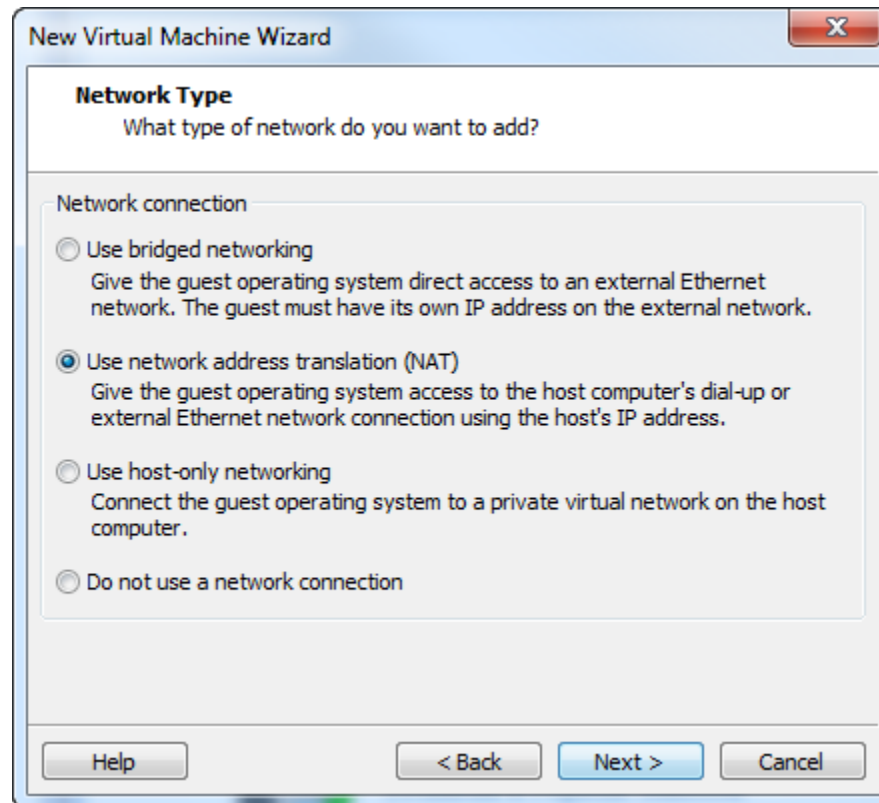 New Virtual Machine Wizard
Network Type
What type of network do you want to add?
Network connection
Use bridged networking
Give the guest operating system direct access to an external Ethernet
network. The guest must have its own IP address on the external network.
Use network address translation (NAT)
Give the guest operating system access to the host computer's dial-up or
external Ethernet network connection using the host's IP address.
Use host-only networking
Connect the guest operating system to a private virtual network on the host
computer.
Do not use a network connection
Help
< Back
Next >
Cancel